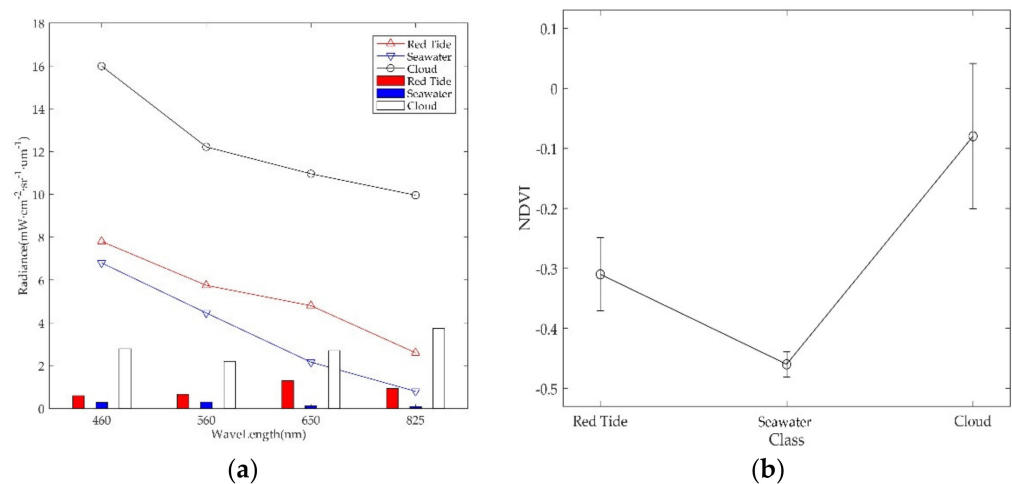 18
16
14
12
10
8
6
4
2
0
Radiance(mW·cm-2·sr-1·um-1)
Red Tide
Seawater
Cloud
Red Tide
Seawater
Cloud
460
560
650
825
WaveLength(nm)
(a)
0.1
0
-0.1
-0.2
-0.3
-0.4
-0.5
NDVI
Red Tide
Seawater
Cloud
Class
(b)